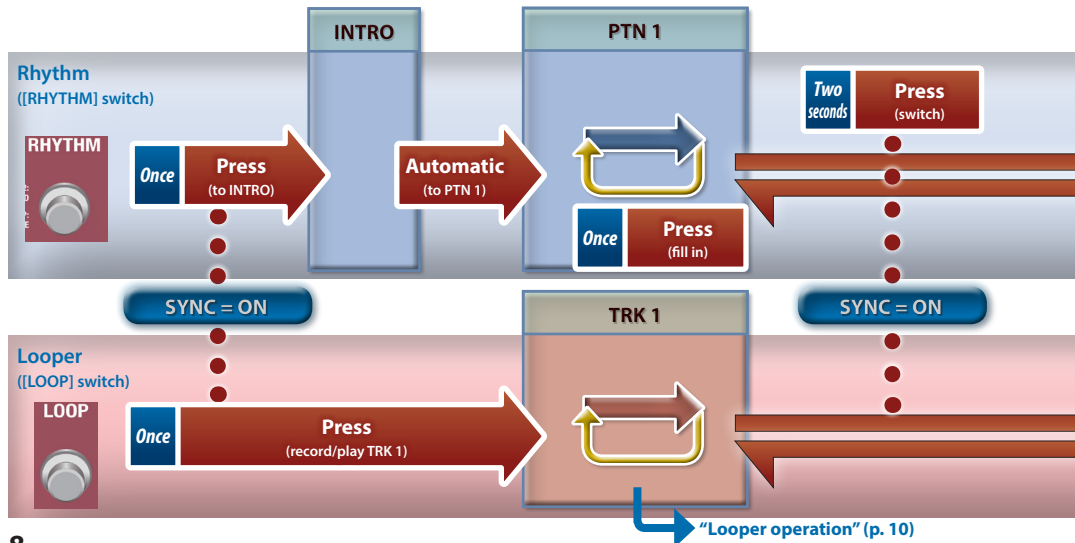 INTRO
PTN 1
Rhythm
([RHYTHM] switch)
Two
seconds
Press
(switch)
RHYTHM
Once
Press
(to INTRO)
Automatic
(to PTN 1)
Once
Press
(fill in)
SYNC = ON
SYNC = ON
TRK 1
Looper
([LOOP] switch)
LOOP
Once
Press
(record/play TRK 1)
"Looper operation" (p. 10)